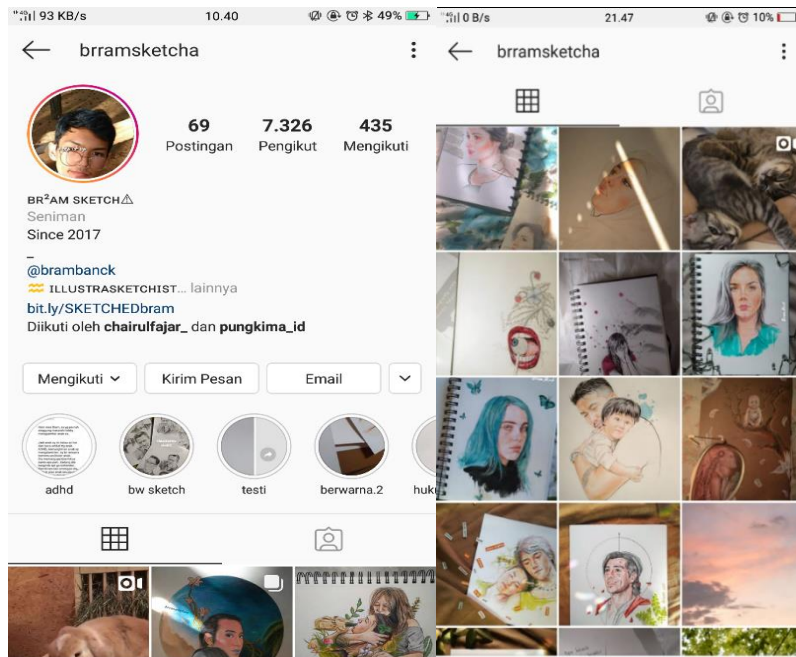 93 KB/s 10.40 49%
brramsketcha
69 7.326 435
Postingan Pengikut Mengikuti
BR²AM SKETCH⚠
Seniman
Since 2017
_
@brambanck
♒ ILLUSTRASKETCHIST... lainnya
bit.ly/SKETCHEDbram
Diikuti oleh chairulfajar_ dan pungkima_id
Mengikuti Kirim Pesan Email
adhd bw sketch testi berwarna.2 huku
0 B/s 21.47 10%
brramsketcha